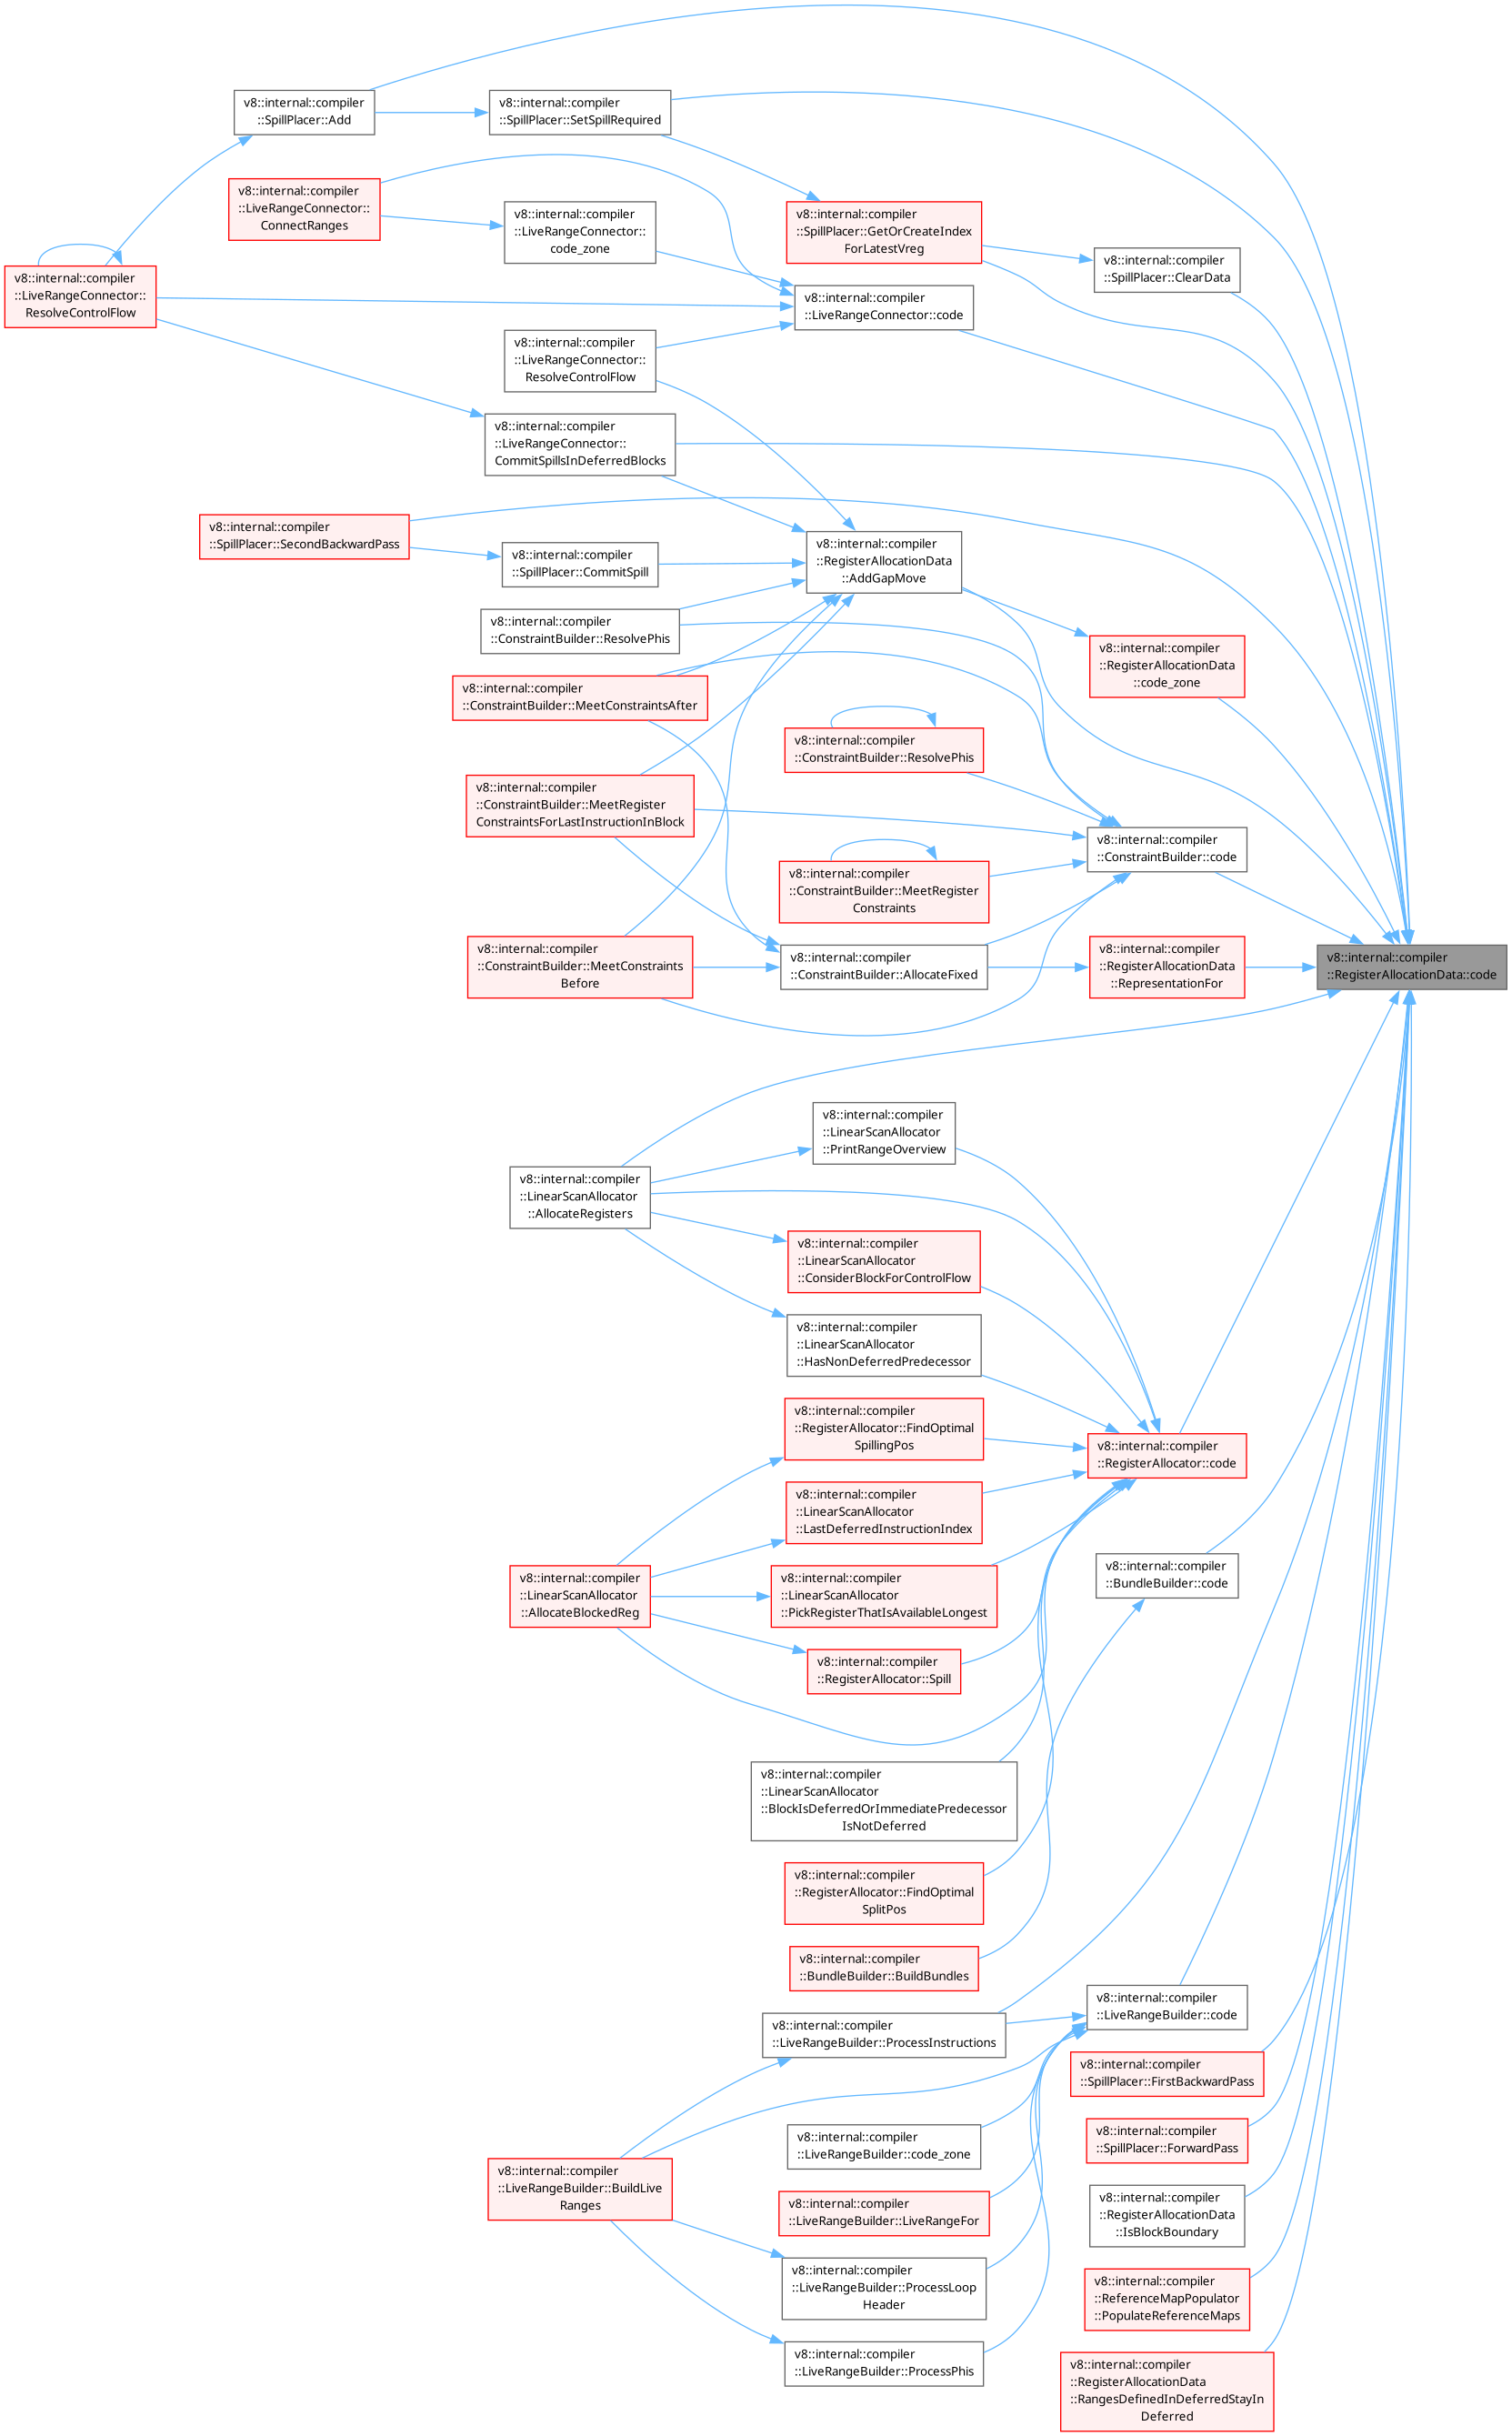 v8::internal::compiler
::SpillPlacer::Add
v8::internal::compiler
::SpillPlacer::SetSpillRequired
v8::internal::compiler
::LiveRangeConnector::
ConnectRanges
v8::internal::compiler
::LiveRangeConnector::
code_zone
v8::internal::compiler
::SpillPlacer::GetOrCreateIndex
ForLatestVreg
v8::internal::compiler
::SpillPlacer::ClearData
v8::internal::compiler
::LiveRangeConnector::
ResolveControlFlow
v8::internal::compiler
::LiveRangeConnector::code
v8::internal::compiler
::LiveRangeConnector::
ResolveControlFlow
v8::internal::compiler
::LiveRangeConnector::
CommitSpillsInDeferredBlocks
v8::internal::compiler
::SpillPlacer::SecondBackwardPass
v8::internal::compiler
::SpillPlacer::CommitSpill
v8::internal::compiler
::RegisterAllocationData
::AddGapMove
v8::internal::compiler
::ConstraintBuilder::ResolvePhis
v8::internal::compiler
::RegisterAllocationData
::code_zone
v8::internal::compiler
::ConstraintBuilder::MeetConstraintsAfter
v8::internal::compiler
::ConstraintBuilder::ResolvePhis
v8::internal::compiler
::ConstraintBuilder::MeetRegister
ConstraintsForLastInstructionInBlock
v8::internal::compiler
::ConstraintBuilder::code
v8::internal::compiler
::ConstraintBuilder::MeetRegister
Constraints
v8::internal::compiler
::ConstraintBuilder::MeetConstraints
Before
v8::internal::compiler
::ConstraintBuilder::AllocateFixed
v8::internal::compiler
::RegisterAllocationData
::RepresentationFor
v8::internal::compiler
::RegisterAllocationData::code
v8::internal::compiler
::LinearScanAllocator
::PrintRangeOverview
v8::internal::compiler
::LinearScanAllocator
::AllocateRegisters
v8::internal::compiler
::LinearScanAllocator
::ConsiderBlockForControlFlow
v8::internal::compiler
::LinearScanAllocator
::HasNonDeferredPredecessor
v8::internal::compiler
::RegisterAllocator::FindOptimal
SpillingPos
v8::internal::compiler
::RegisterAllocator::code
v8::internal::compiler
::LinearScanAllocator
::LastDeferredInstructionIndex
v8::internal::compiler
::LinearScanAllocator
::AllocateBlockedReg
v8::internal::compiler
::LinearScanAllocator
::PickRegisterThatIsAvailableLongest
v8::internal::compiler
::BundleBuilder::code
v8::internal::compiler
::RegisterAllocator::Spill
v8::internal::compiler
::LinearScanAllocator
::BlockIsDeferredOrImmediatePredecessor
IsNotDeferred
v8::internal::compiler
::RegisterAllocator::FindOptimal
SplitPos
v8::internal::compiler
::BundleBuilder::BuildBundles
v8::internal::compiler
::LiveRangeBuilder::code
v8::internal::compiler
::LiveRangeBuilder::ProcessInstructions
v8::internal::compiler
::SpillPlacer::FirstBackwardPass
v8::internal::compiler
::SpillPlacer::ForwardPass
v8::internal::compiler
::LiveRangeBuilder::code_zone
v8::internal::compiler
::LiveRangeBuilder::BuildLive
Ranges
v8::internal::compiler
::LiveRangeBuilder::LiveRangeFor
v8::internal::compiler
::RegisterAllocationData
::IsBlockBoundary
v8::internal::compiler
::LiveRangeBuilder::ProcessLoop
Header
v8::internal::compiler
::ReferenceMapPopulator
::PopulateReferenceMaps
v8::internal::compiler
::LiveRangeBuilder::ProcessPhis
v8::internal::compiler
::RegisterAllocationData
::RangesDefinedInDeferredStayIn
Deferred